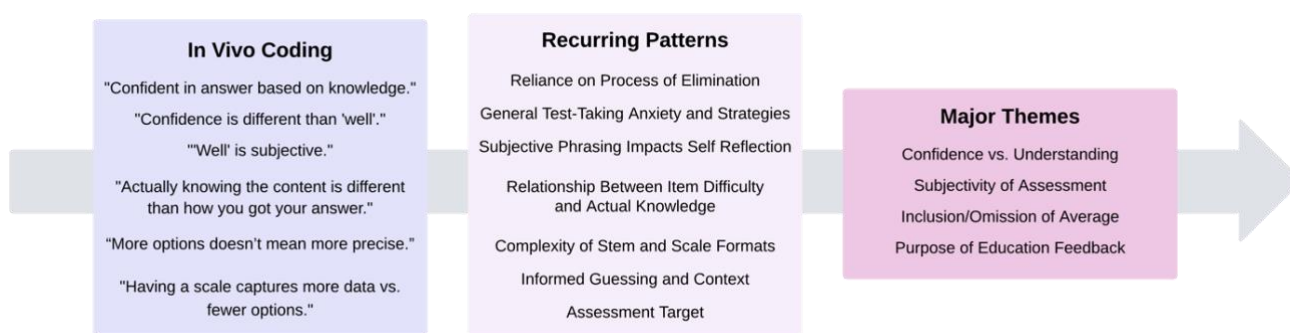 In Vivo Coding
"Confident in answer based on knowledge."
"Confidence is different than 'well'."
"'Well' is subjective."
"Actually knowing the content is different
than how you got your answer."
“More options doesn’t mean more precise.”
"Having a scale captures more data vs.
fewer options."
Recurring Patterns
Reliance on Process of Elimination
General Test-Taking Anxiety and Strategies
Subjective Phrasing Impacts Self Reflection
Relationship Between Item Difficulty
and Actual Knowledge
Complexity of Stem and Scale Formats
Informed Guessing and Context
Assessment Target
Major Themes
Confidence vs. Understanding
Subjectivity of Assessment
Inclusion/Omission of Average
Purpose of Education Feedback